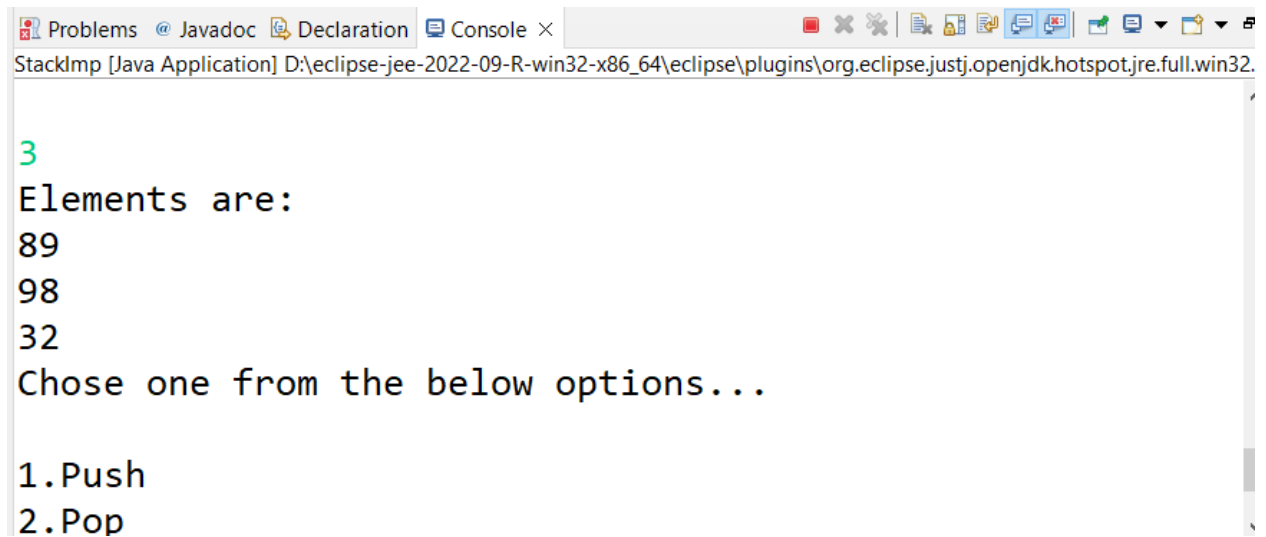 Problems @ Javadoc Declaration Console
StackImp [Java Application] D:\eclipse-jee-2022-09-R-win32-x86_64\eclipse\plugins\org.eclipse.justj.openjdk.hotspot.jre.full.win32.
3
Elements are:
89
98
32
Chose one from the below options...
1.Push
2.Pop